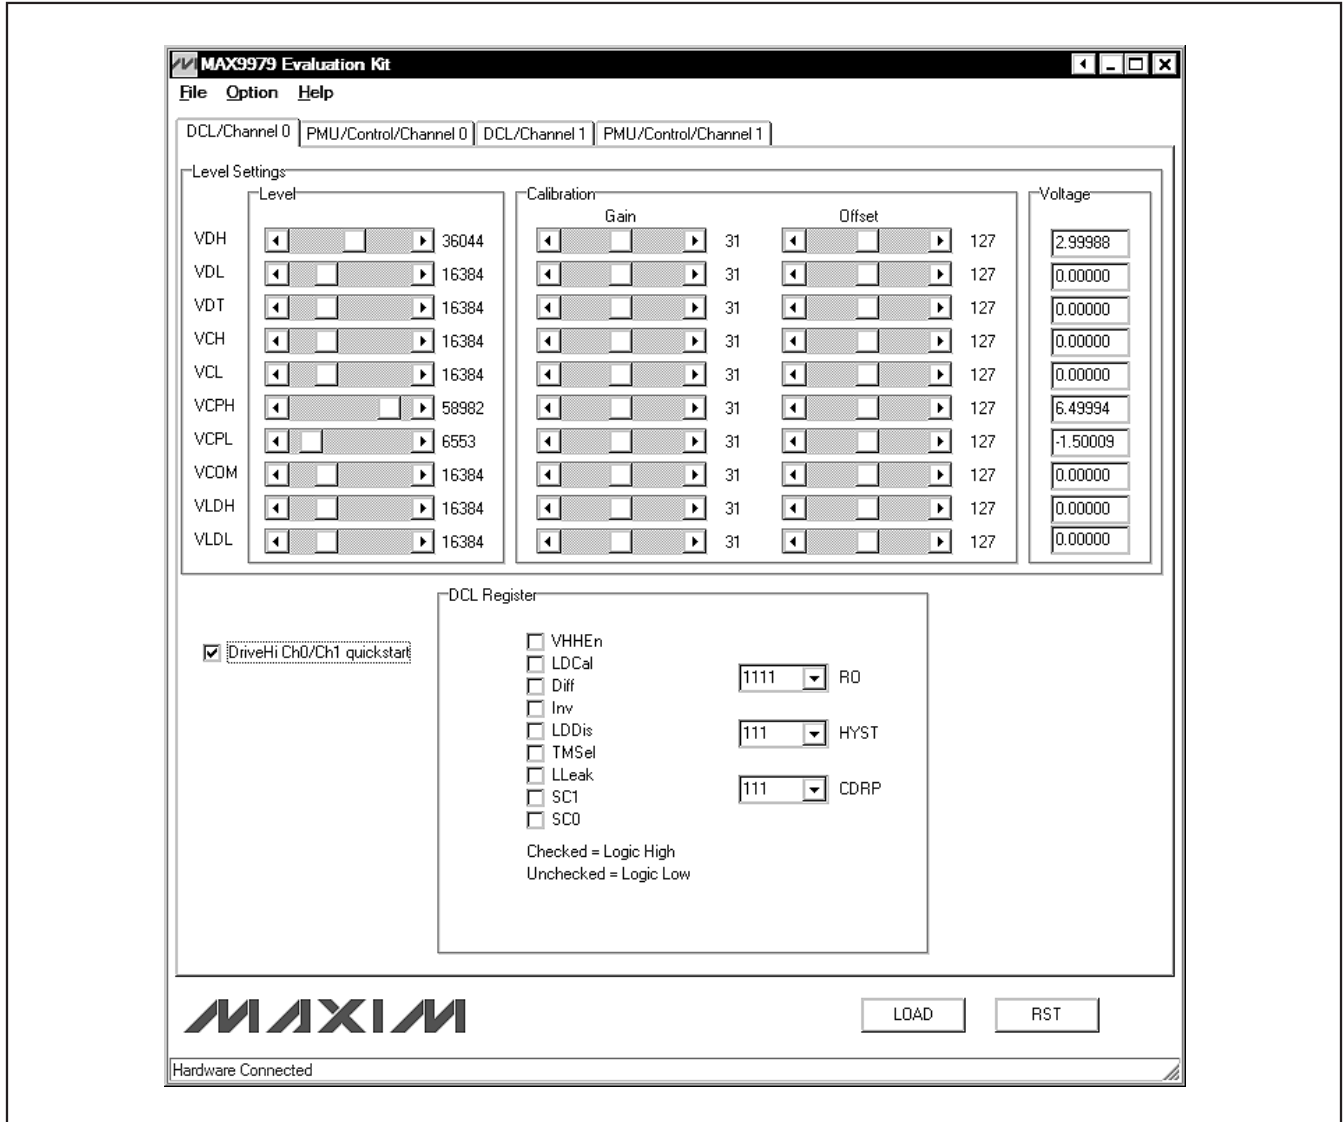 MAX9979 Evaluation Kit
File Option Help
DCL/Channel 0 PMU/Control/Channel 0 DCL/Channel 1 PMU/Control/Channel 1
Level Settings
Level Calibration Voltage
Gain Offset
VDH 36044 31 127 2.99988
VDL 16384 31 127 0.00000
VDT 16384 31 127 0.00000
VCH 16384 31 127 0.00000
VCL 16384 31 127 0.00000
VCPH 58982 31 127 6.49994
VCPL 6553 31 127 -1.50009
VCOM 16384 31 127 0.00000
VLDH 16384 31 127 0.00000
VLDL 16384 31 127 0.00000
DCL Register
DriveHi Ch0/Ch1 quickstart
VHHEn
LDCal
Diff
Inv
LDDis
TMSel
LLeak
SC1
SC0
1111 RO
111 HYST
111 CDRP
Checked = Logic High
Unchecked = Logic Low
MAXIM
LOAD RST
Hardware Connected